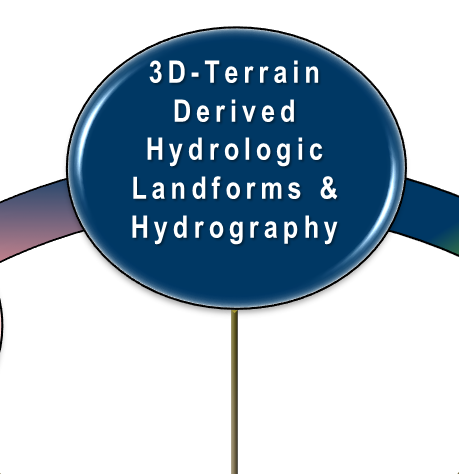 3D-Terrain
Derived
Hydrologic
Landforms &
Hydrography